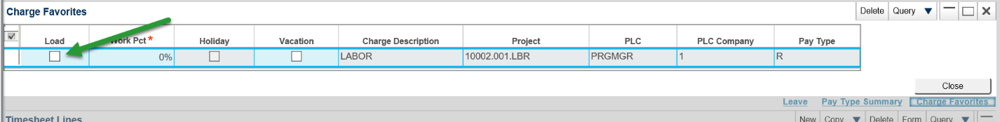 Charge Favorites Delete Query
Load Work Pct * Holiday Vacation Charge Description Project PLC PLC Company Pay Type
0% LABOR 10002.001.LBR PRGMGR 1 R
Close
Leave Pay Type Summary Charge Favorites
Timesheet Lines New Copy Delete Form Query